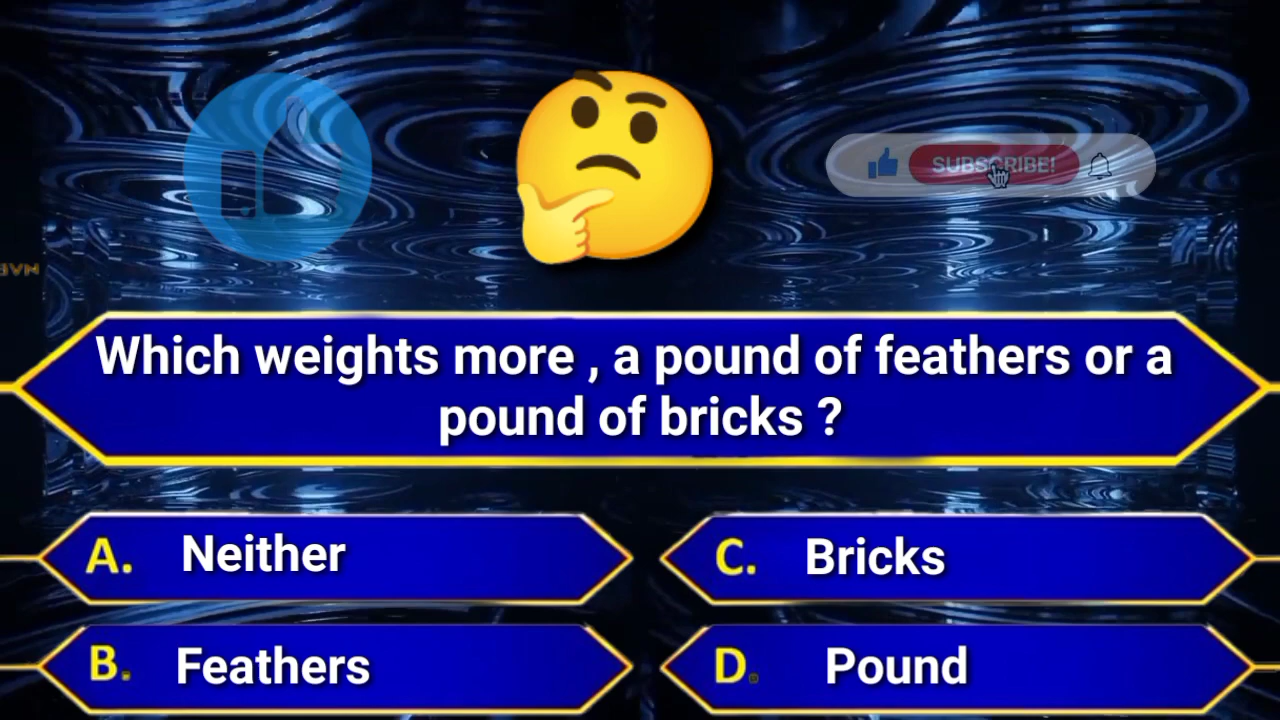 SUBSCRIBE!
Which weights more , a pound of feathers or a
pound of bricks ?
A. Neither
C. Bricks
B. Feathers
D. Pound